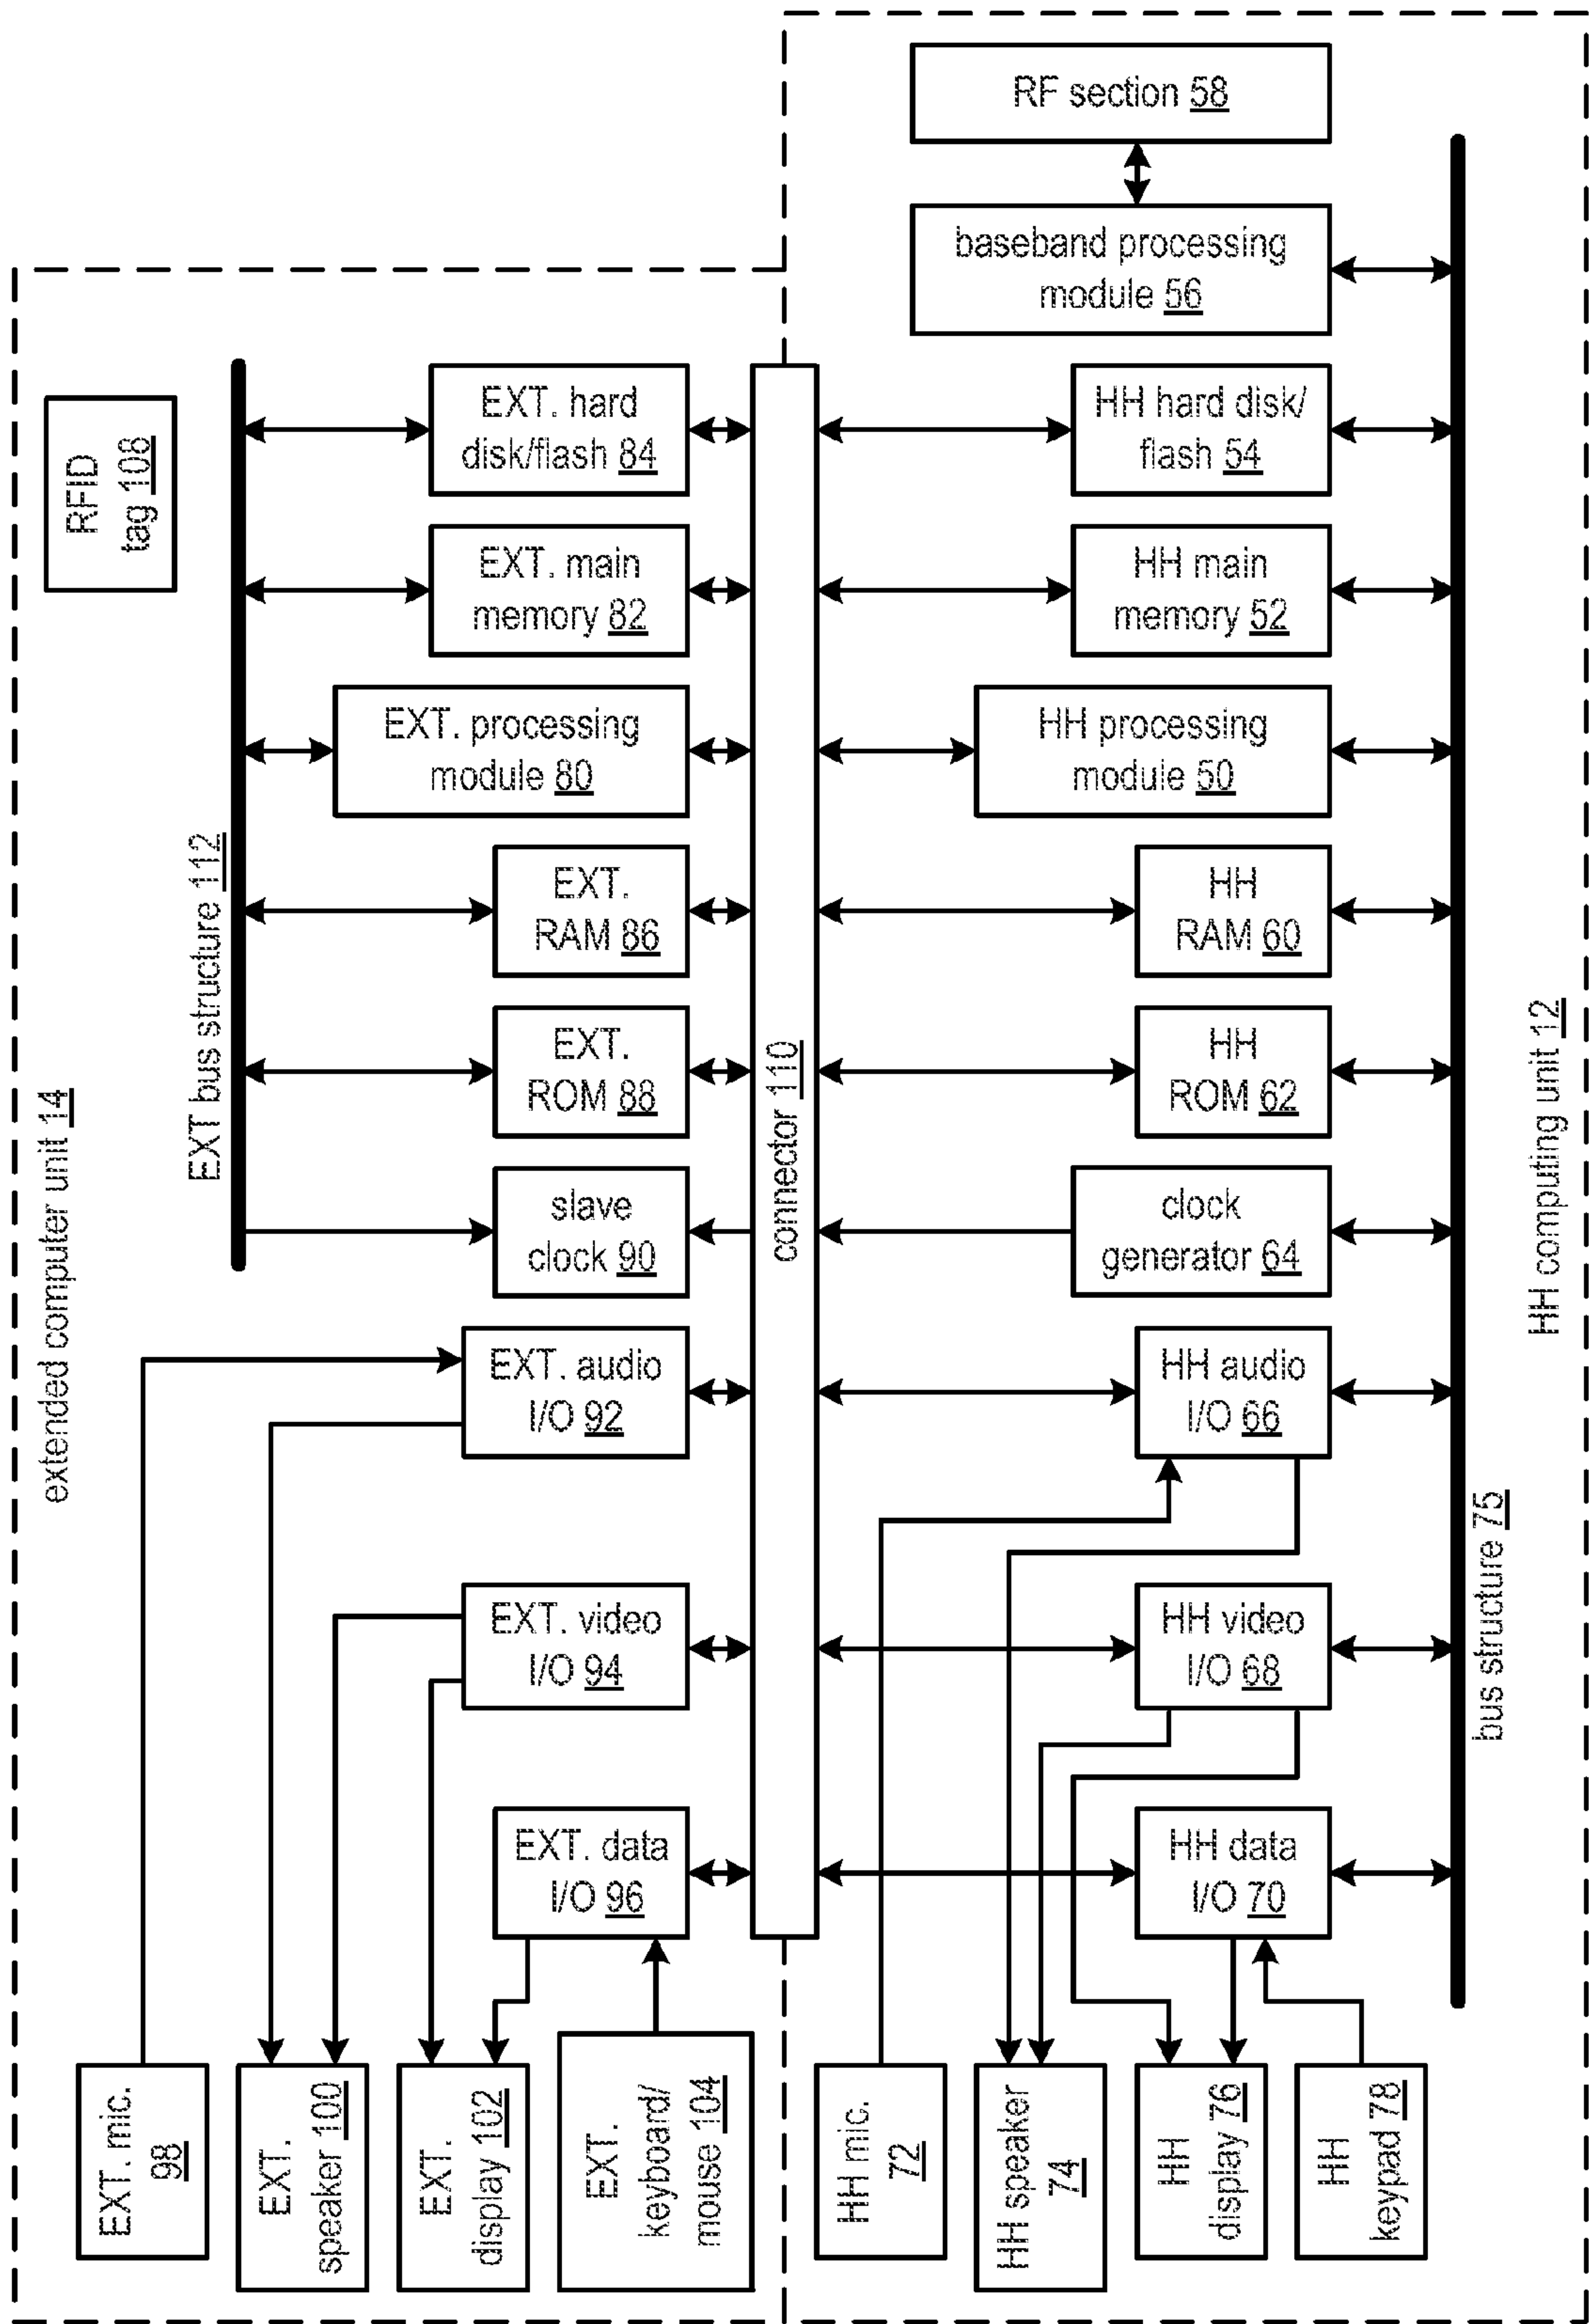 RF section 58
baseband processing
module 56
RFID
tag 108
EXT. hard
disk/flash 84
HH hard disk/
flash 54
EXT. main
memory 82
HH main
memory 52
EXT. processing
module 80
HH processing
module 50
EXT bus structure 112
EXT.
RAM 86
HH
RAM 60
extended computer unit 14
EXT.
ROM 88
connector 110
HH
ROM 62
HH computing unit 12
slave
clock 90
clock
generator 64
EXT. audio
I/O 92
HH audio
I/O 66
EXT. video
I/O 94
HH video
I/O 68
bus structure 75
EXT. data
I/O 96
HH data
I/O 70
EXT. mic.
98
EXT.
speaker 100
EXT.
display 102
EXT.
keyboard/
mouse 104
HH mic.
72
HH speaker
74
HH
display 76
HH
keypad 78